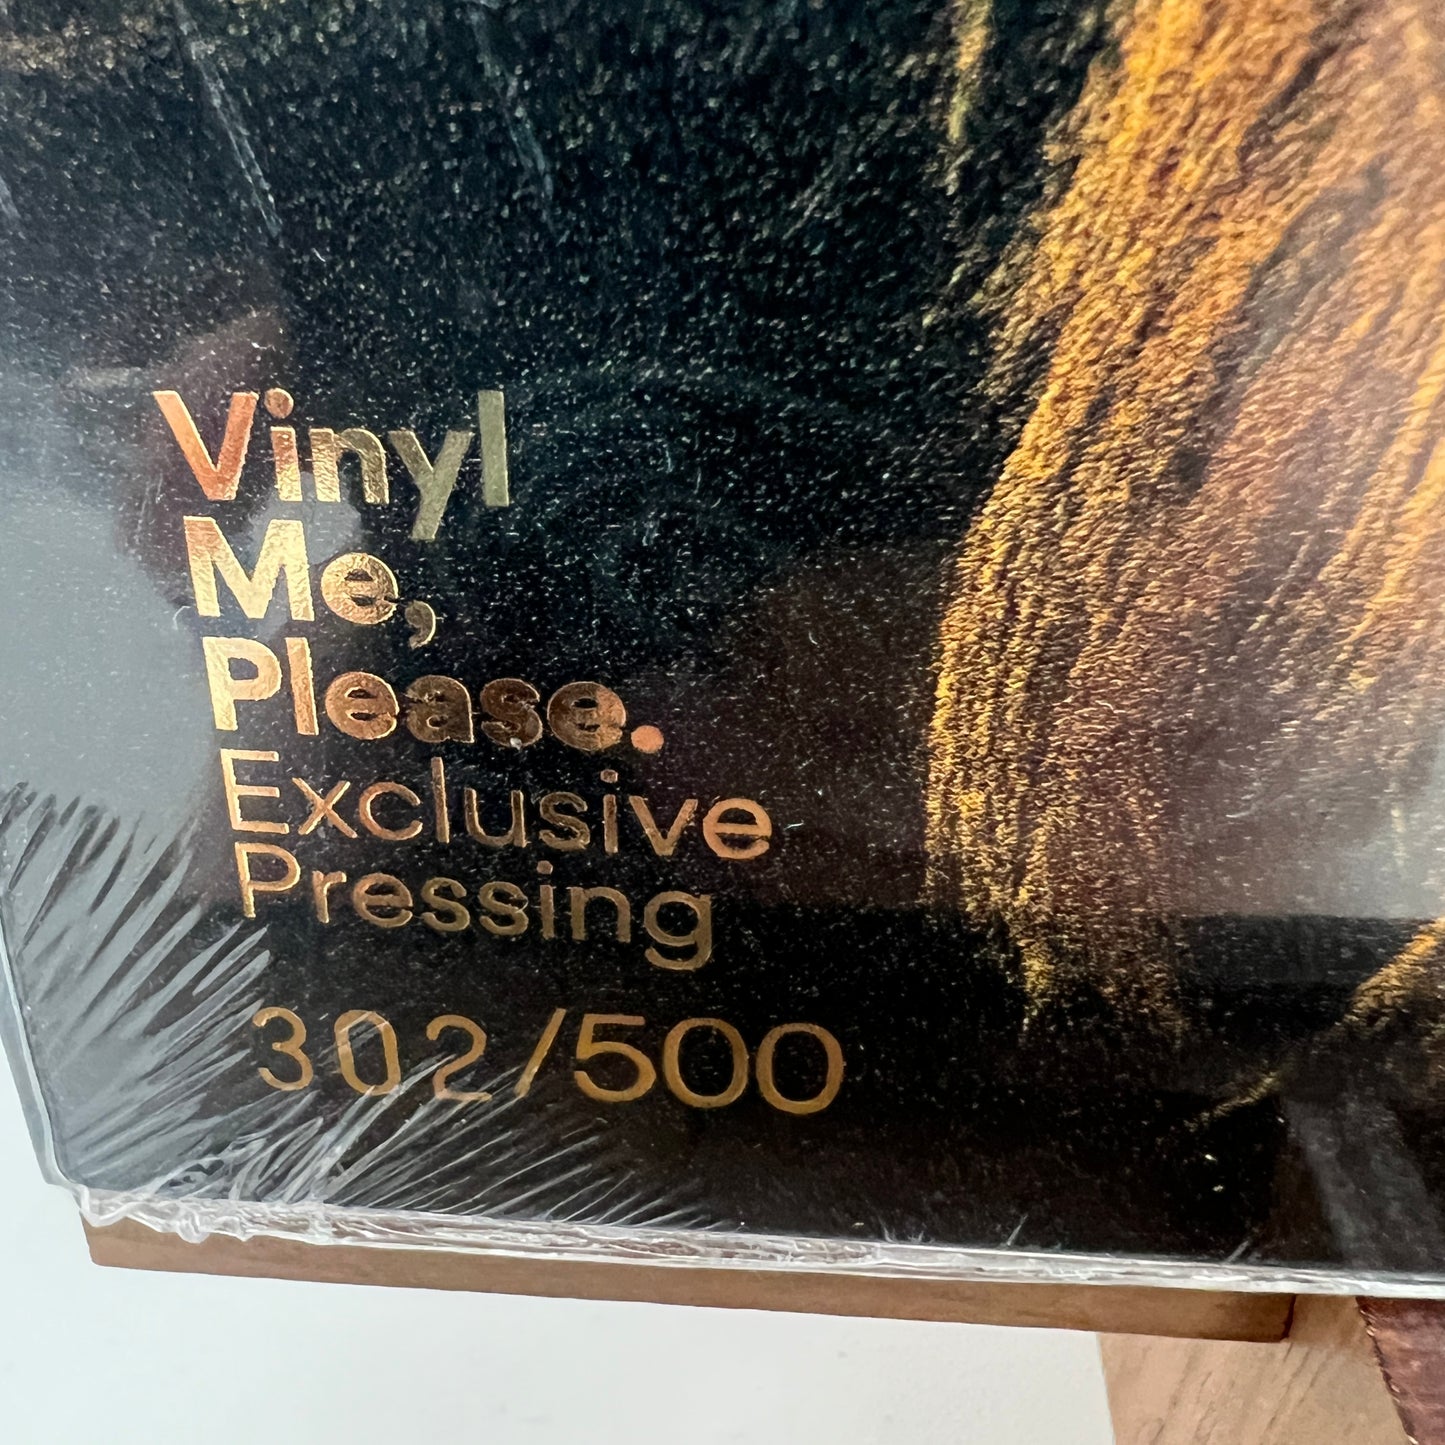 Vinyl
Me,
Please.
Exclusive
Pressing
302/500